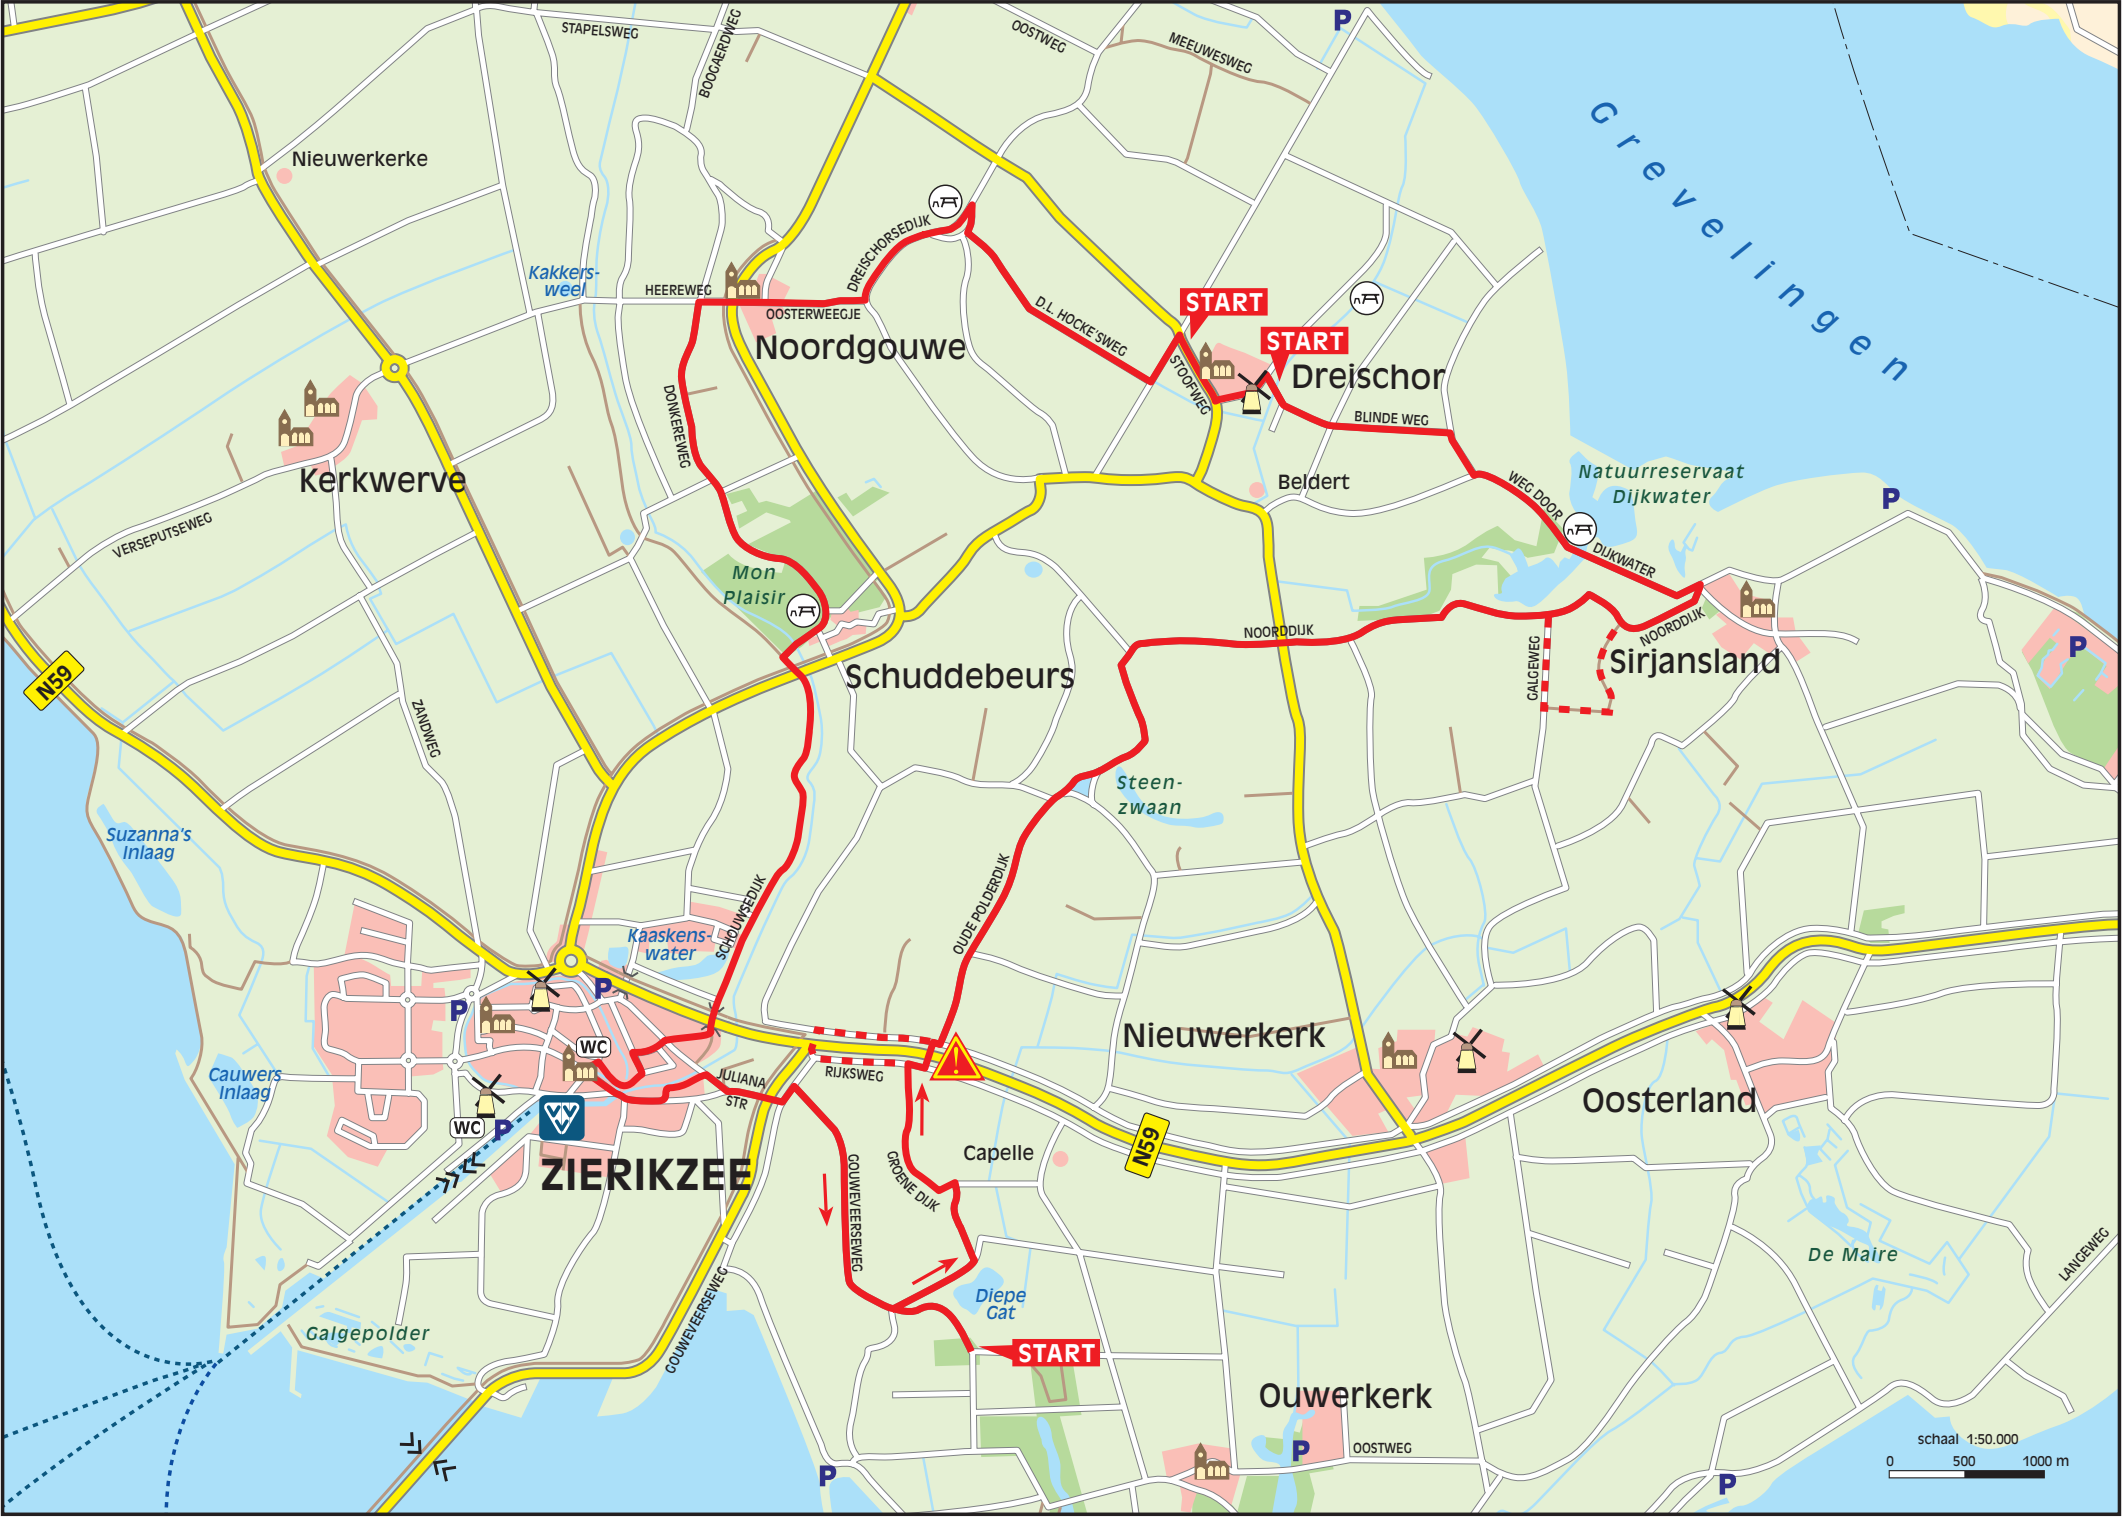 STAPELSWEG
BOOGAERDWEG
OOSTWEG
MEEUWESWEG
P
Grevelingen
Nieuwerkerke
Kakkers-
weel
HEEREWEG
OOSTERWEEGJE
DREISCHORSEDIJK
Noordgouwe
D.L. HOCKE'SWEG
START
START
STOOFWEG
Dreischor
BLINDE WEG
DONKEREWEG
Kerkwerve
VERSEPUTSEWEG
Beldert
WEG DOOR
DIJKWATER
Natuurreservaat
Dijkwater
P
Mon
Plaisir
Schuddebeurs
NOORDDIJK
NOORDDIJK
GALGEWEG
Sirjansland
P
N59
ZANDWEG
Steen-
zwaan
Suzanna's
Inlaag
OUDE POLDERDIJK
SCHOUWSEDIJK
Kaaskens-
water
P
P
WC
Cauwers
Inlaag
WC
P
VVV
ZIERIKZEE
JULIANA
STR
RIJKSWEG
!
Nieuwerkerk
Oosterland
N59
Capelle
GROENE DIJK
GOUWEVEERSEWEG
GOUWEVEERSEWEG
Diepe
Gat
START
De Maire
LANGEWEG
Galgepolder
Ouwerkerk
P
OOSTWEG
P
P
schaal 1:50.000
0 500 1000 m